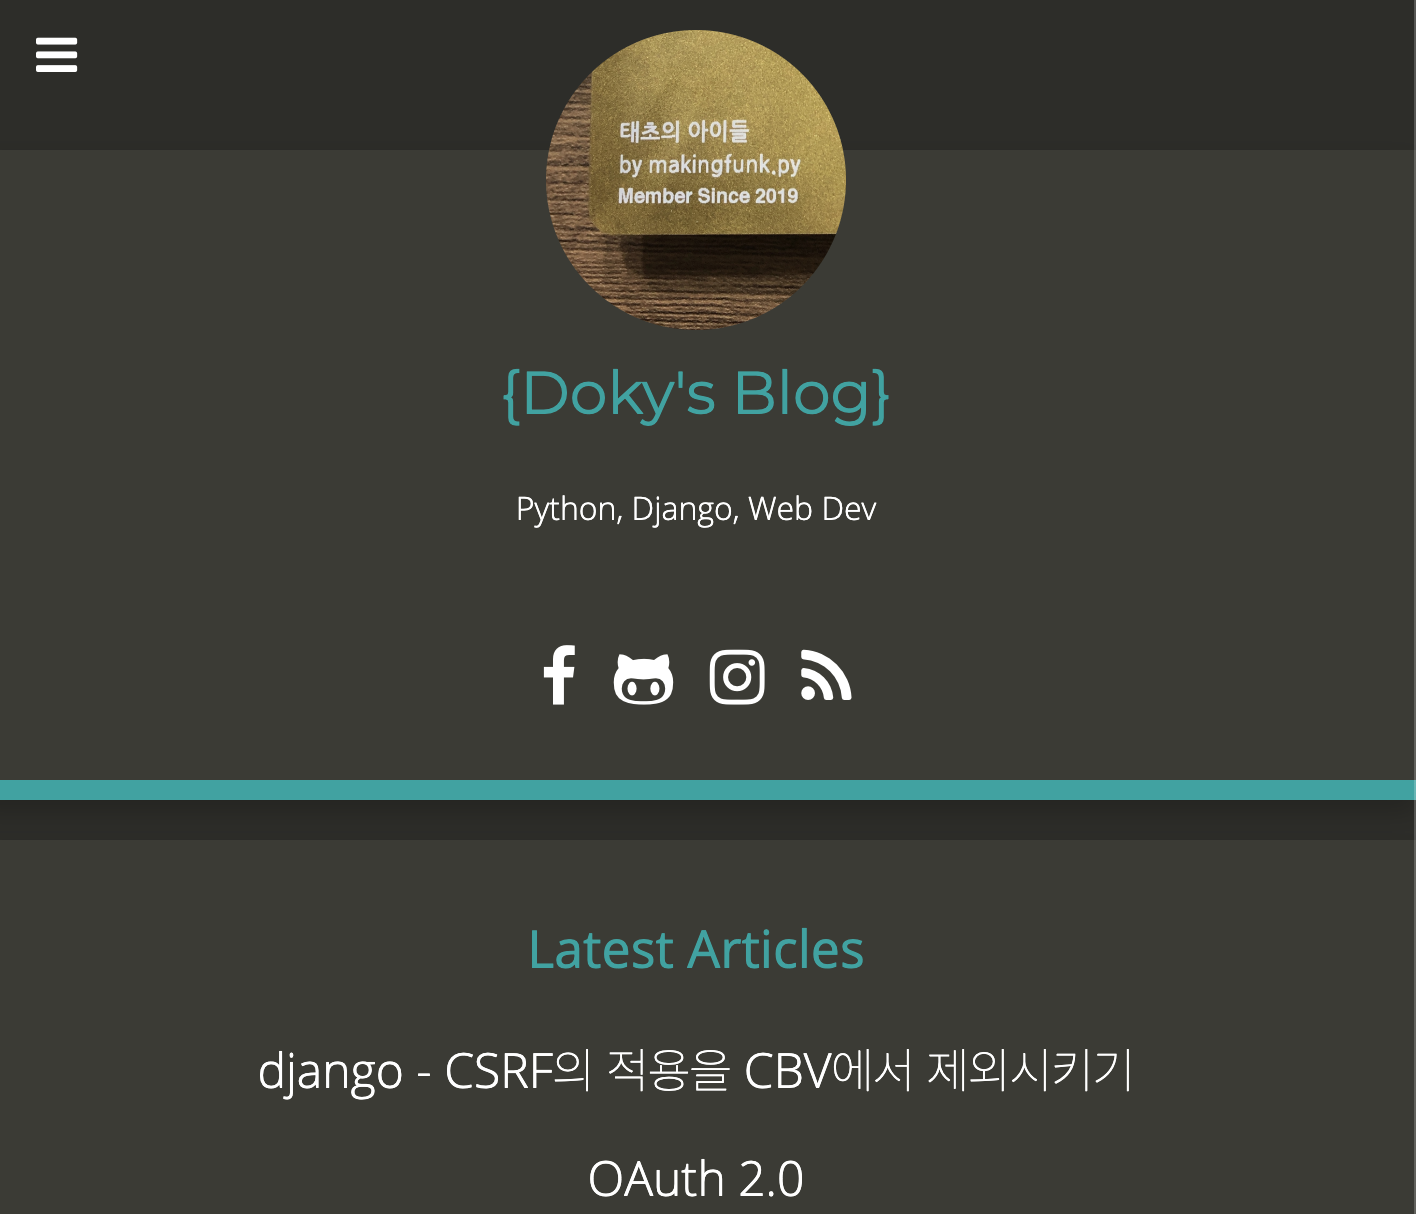 태초의 아이들
by makingfunk.py
Member Since 2019
{Doky's Blog}
Python, Django, Web Dev
Latest Articles
django - CSRF의 적용을 CBV에서 제외시키기
OAuth 2.0